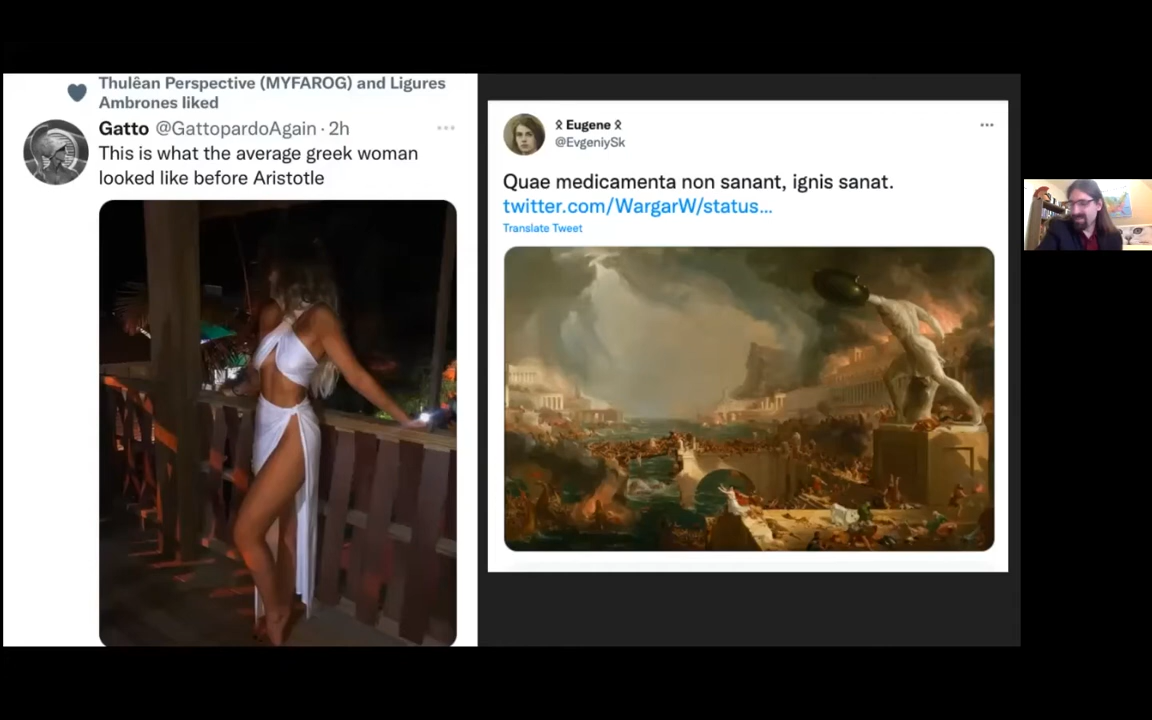 Thulêan Perspective (MYFAROG) and Ligures
Ambrones liked
Gatto @GattopardoAgain · 2h
This is what the average greek woman
looked like before Aristotle
ᛟ Eugene ᛟ
@EvgeniySk
Quae medicamenta non sanant, ignis sanat.
twitter.com/WargarW/status...
Translate Tweet